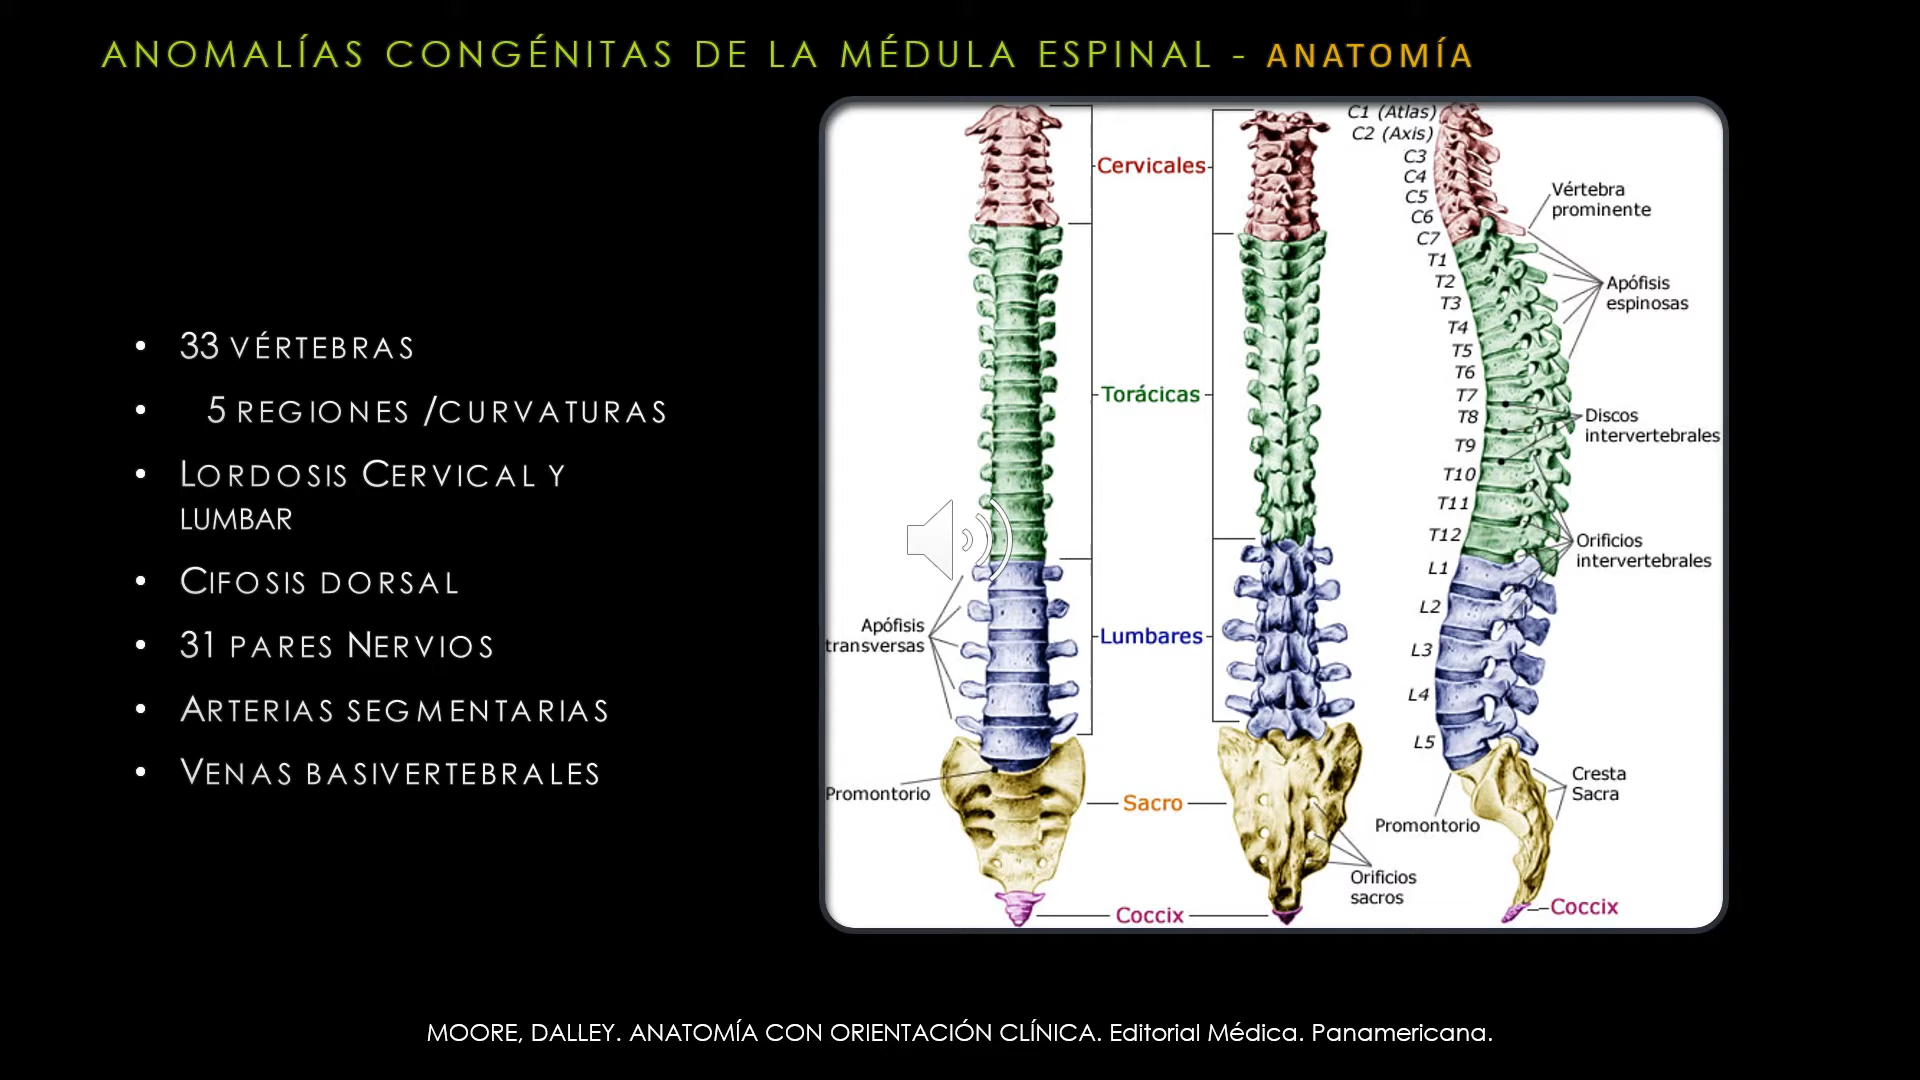 ANOMALÍAS CONGÉNITAS DE LA MÉDULA ESPINAL - ANATOMÍA
• 33 VÉRTEBRAS
• 5 REGIONES /CURVATURAS
• LORDOSIS CERVICAL Y
LUMBAR
• CIFOSIS DORSAL
• 31 PARES NERVIOS
• ARTERIAS SEGMENTARIAS
• VENAS BASIVERTEBRALES
Cervicales
Torácicas
Lumbares
Sacro
Coccix
Apófisis
transversas
Promontorio
C1 (Atlas)
C2 (Axis)
C3
C4
C5
C6
C7
T1
T2
T3
T4
T5
T6
T7
T8
T9
T10
T11
T12
L1
L2
L3
L4
L5
Vértebra
prominente
Apófisis
espinosas
Discos
intervertebrales
Orificios
intervertebrales
Cresta
Sacra
Promontorio
Orificios
sacros
Coccix
MOORE, DALLEY. ANATOMÍA CON ORIENTACIÓN CLÍNICA. Editorial Médica. Panamericana.